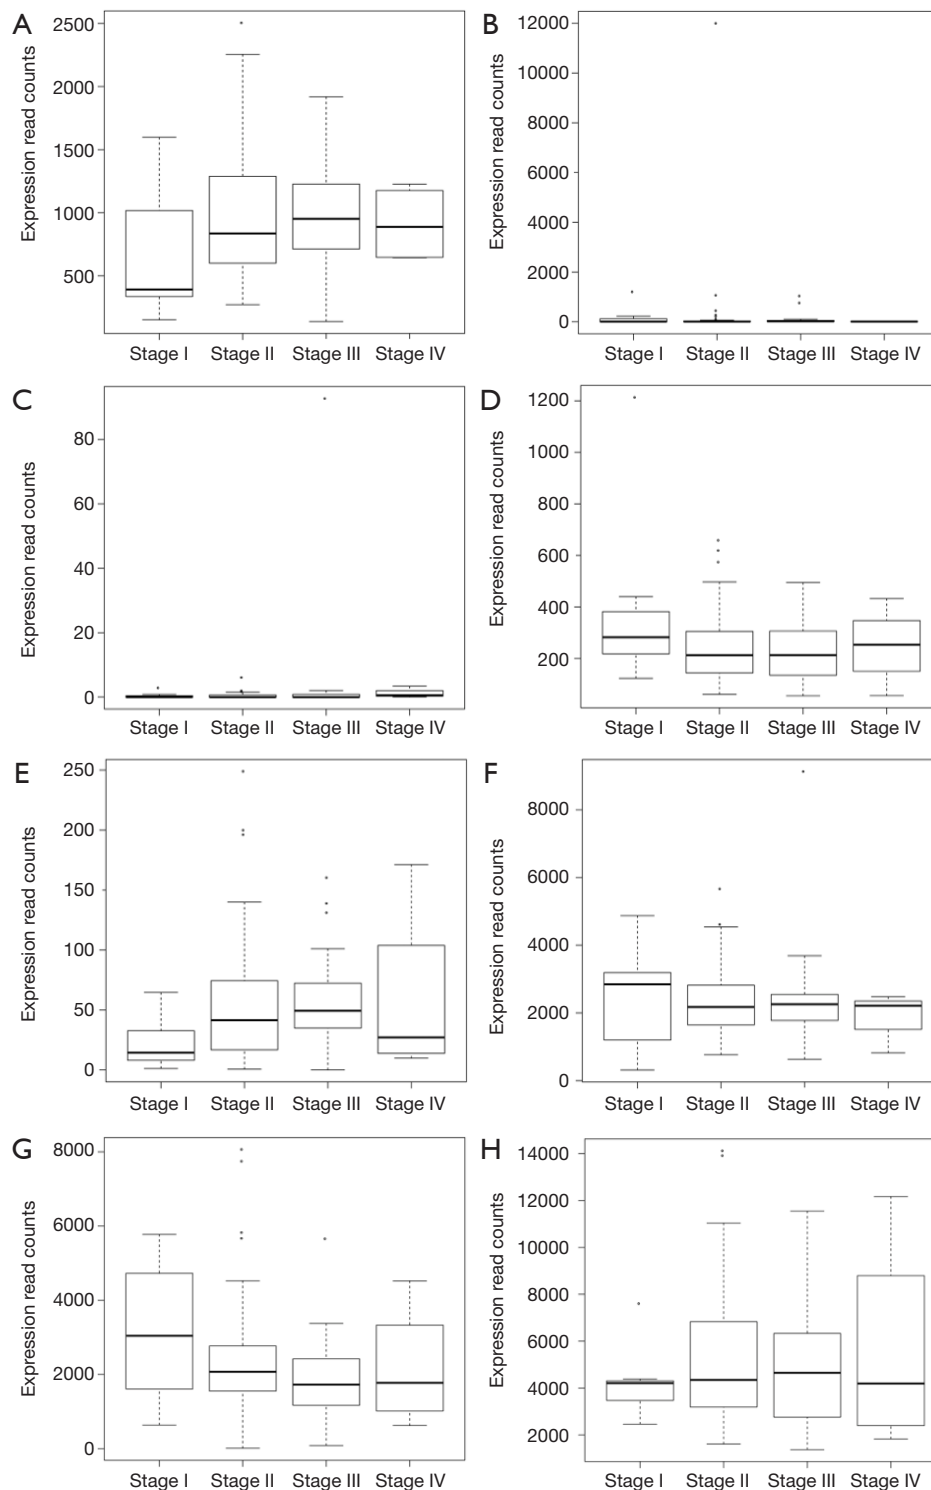 A
Expression read counts
2500
2000
1500
1000
500
Stage I Stage II Stage III Stage IV
B
Expression read counts
12000
10000
8000
6000
4000
2000
0
Stage I Stage II Stage III Stage IV
C
Expression read counts
80
60
40
20
0
Stage I Stage II Stage III Stage IV
D
Expression read counts
1200
1000
800
600
400
200
Stage I Stage II Stage III Stage IV
E
Expression read counts
250
200
150
100
50
0
Stage I Stage II Stage III Stage IV
F
Expression read counts
8000
6000
4000
2000
0
Stage I Stage II Stage III Stage IV
G
Expression read counts
8000
6000
4000
2000
0
Stage I Stage II Stage III Stage IV
H
Expression read counts
14000
12000
10000
8000
6000
4000
2000
Stage I Stage II Stage III Stage IV